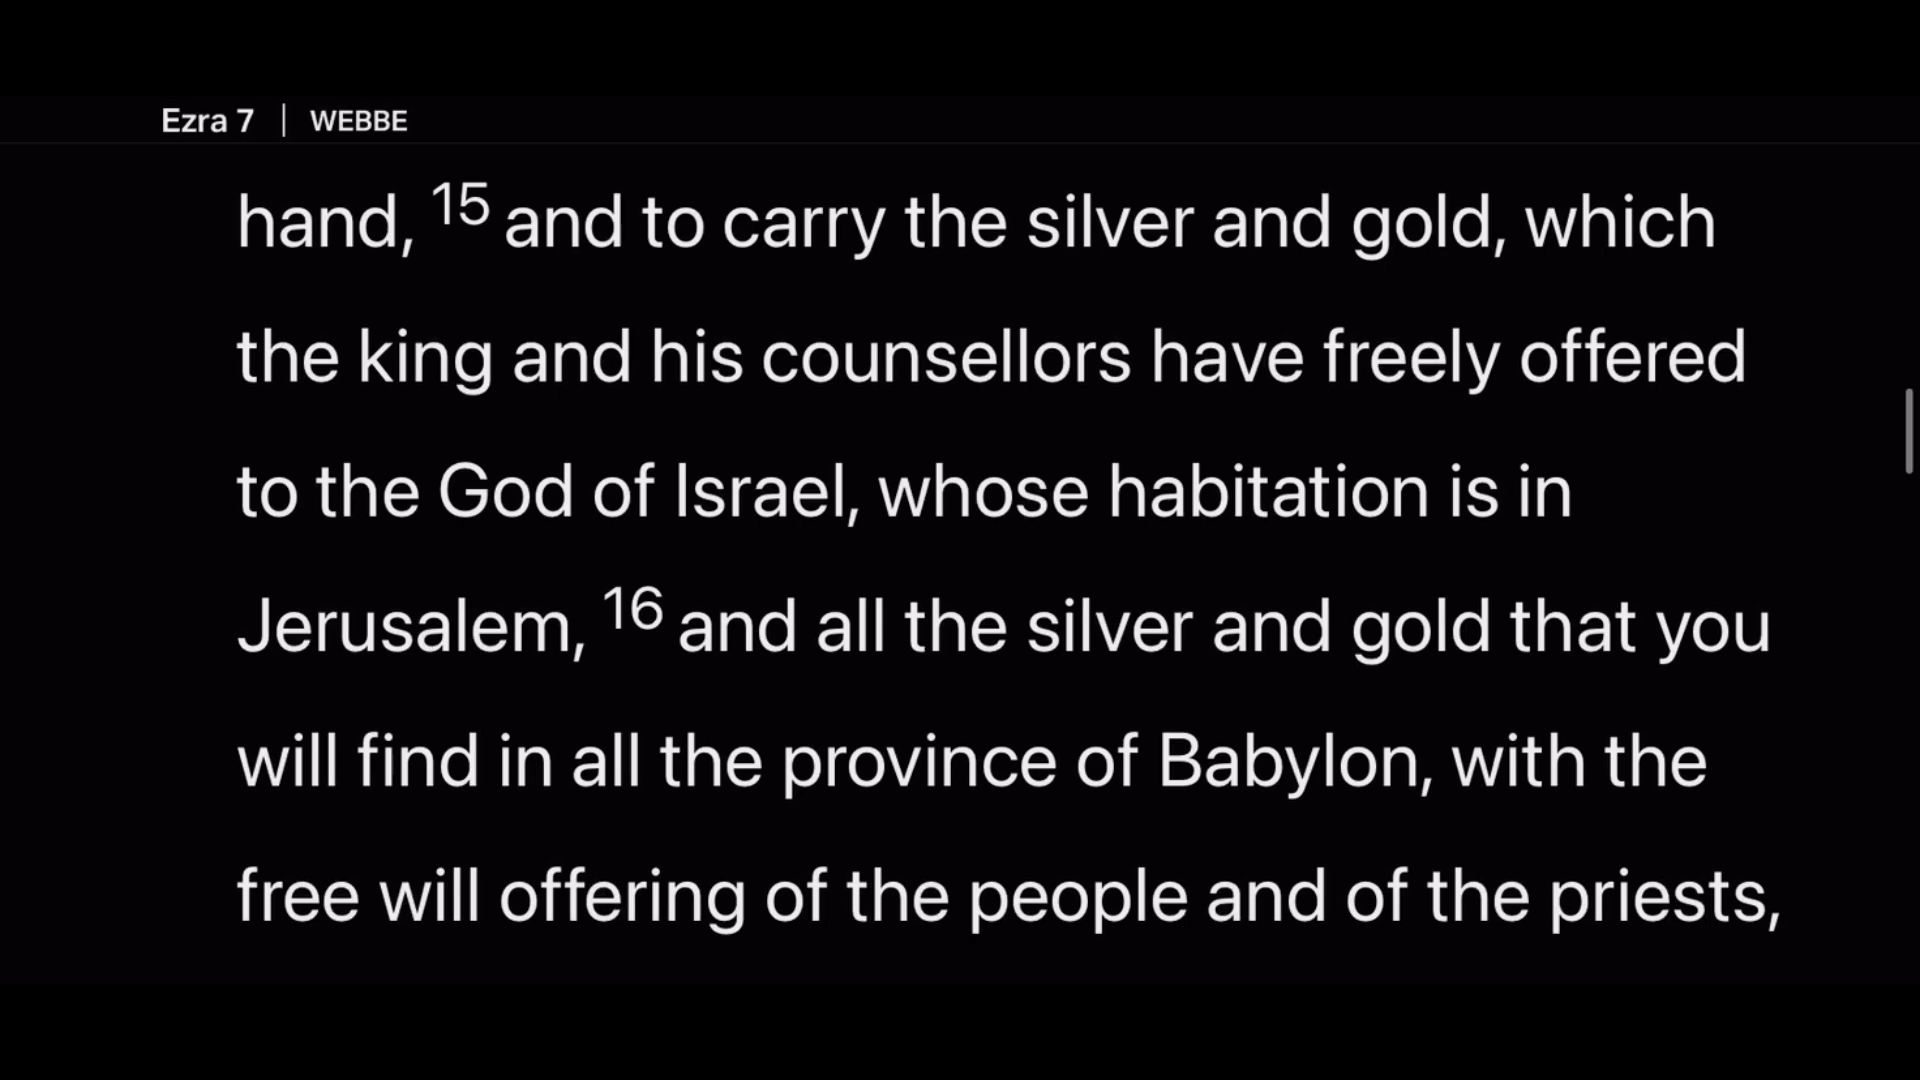 Ezra 7 | WEBBE
hand, 15 and to carry the silver and gold, which
the king and his counsellors have freely offered
to the God of Israel, whose habitation is in
Jerusalem, 16 and all the silver and gold that you
will find in all the province of Babylon, with the
free will offering of the people and of the priests,